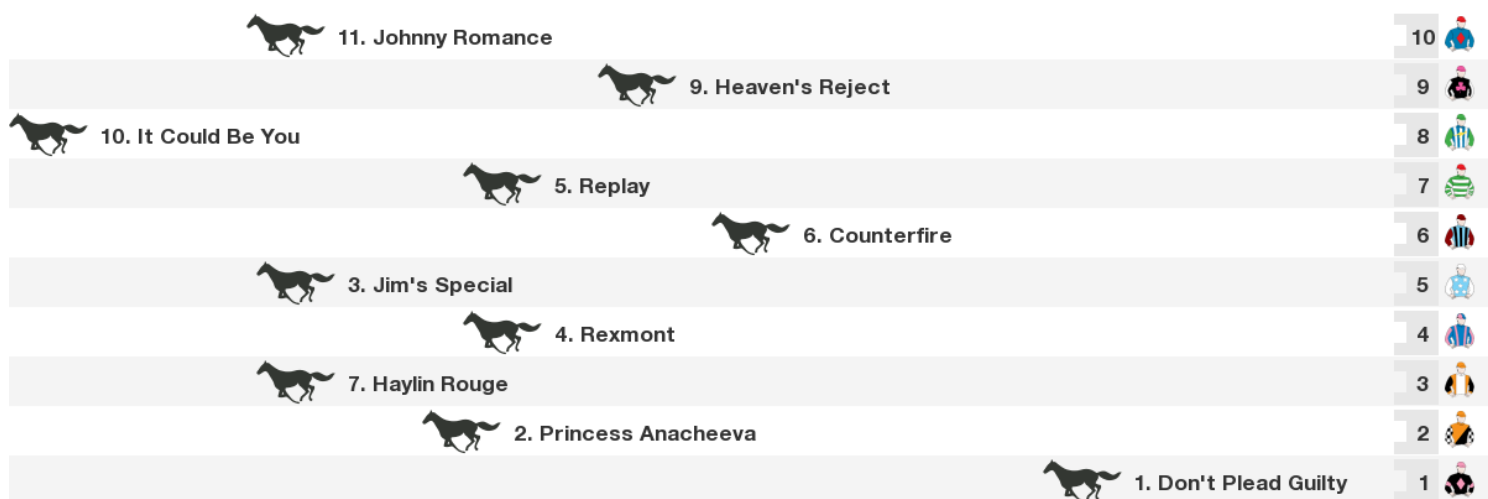 11. Johnny Romance 10
9. Heaven's Reject 9
10. It Could Be You 8
5. Replay 7
6. Counterfire 6
3. Jim's Special 5
4. Rexmont 4
7. Haylin Rouge 3
2. Princess Anacheeva 2
1. Don't Plead Guilty 1